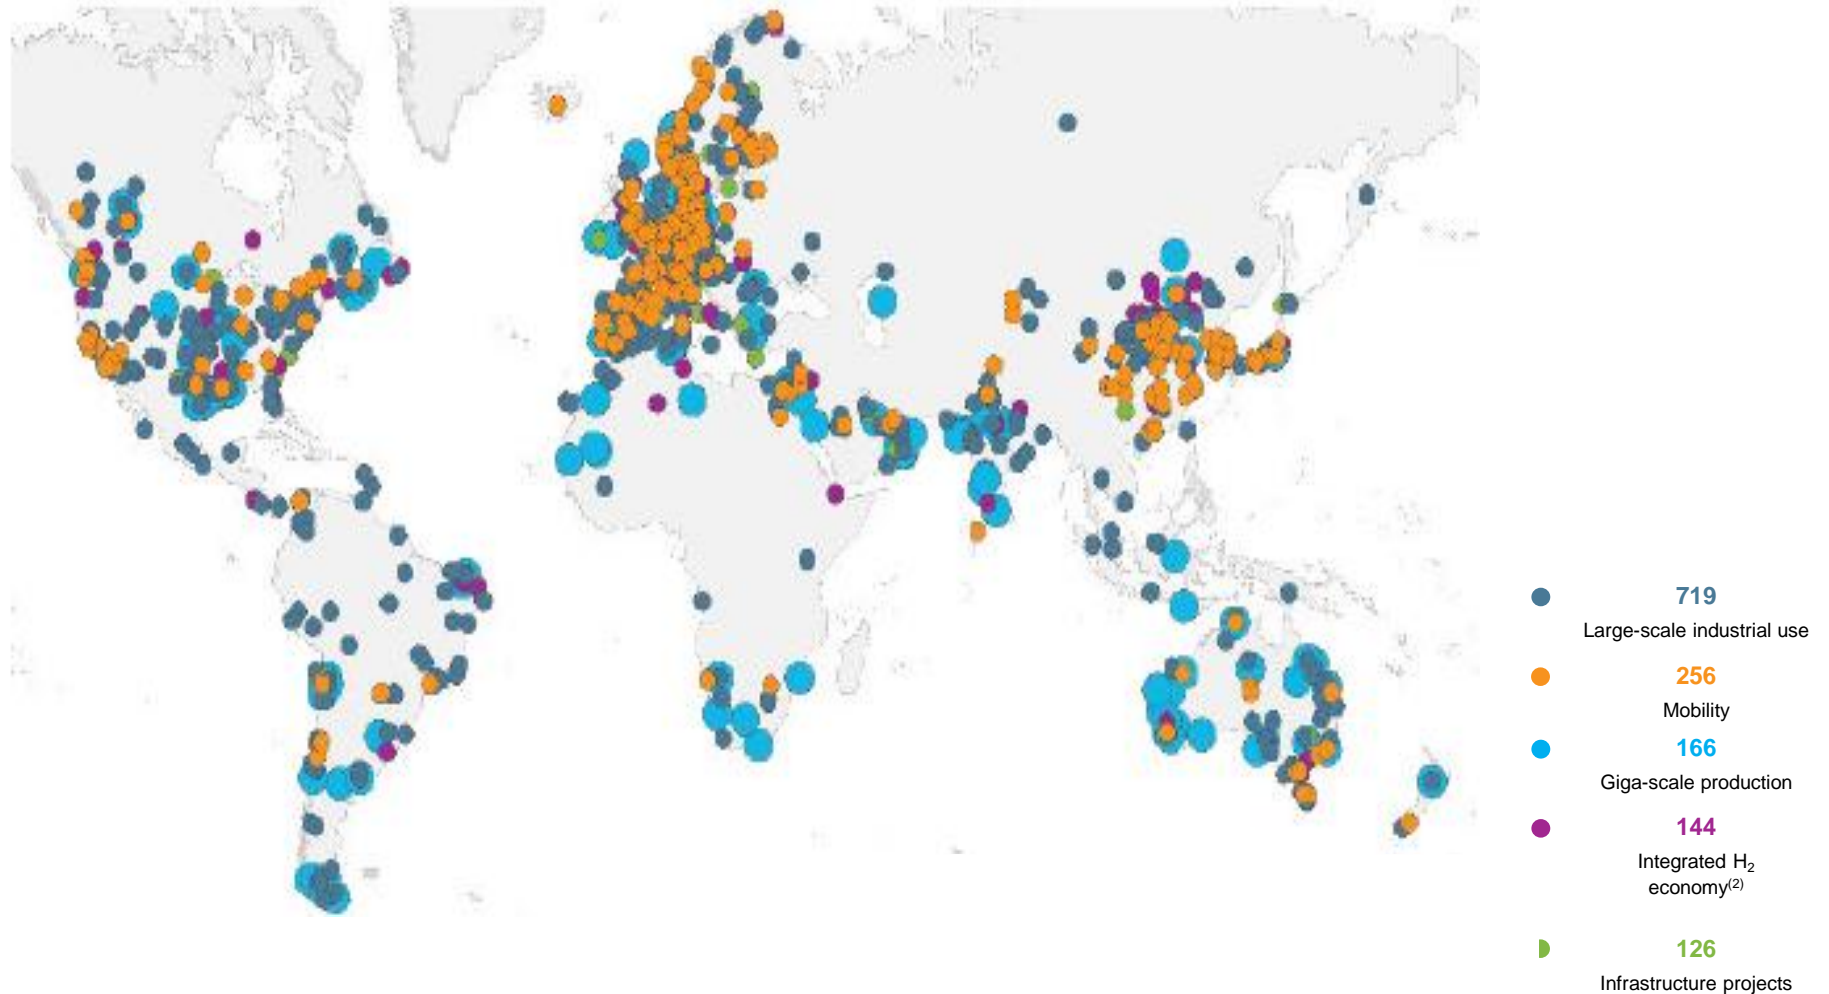 719
Large-scale industrial use
256
Mobility
166
Giga-scale production
144
Integrated H₂
economy⁽²⁾
126
Infrastructure projects